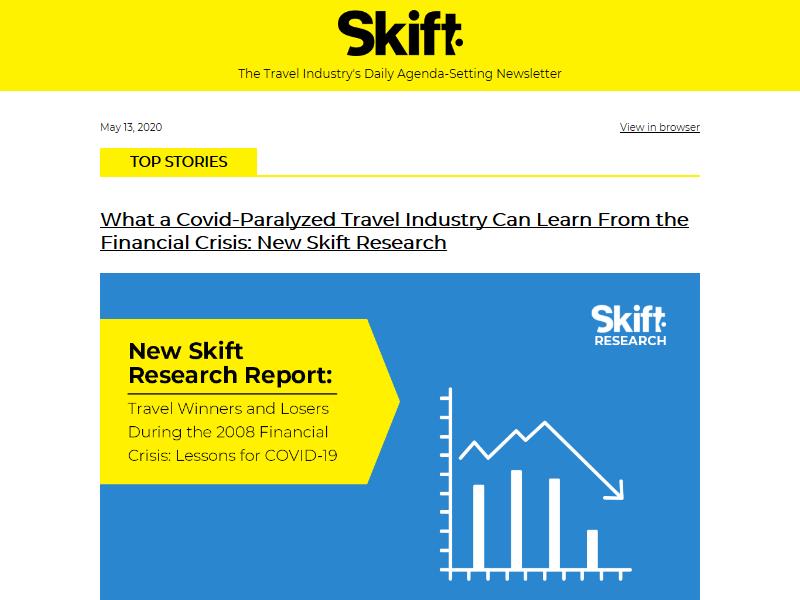 Skift
The Travel Industry's Daily Agenda-Setting Newsletter
May 13, 2020
View in browser
TOP STORIES
What a Covid-Paralyzed Travel Industry Can Learn From the
Financial Crisis: New Skift Research
Skift
RESEARCH
New Skift
Research Report:
Travel Winners and Losers
During the 2008 Financial
Crisis: Lessons for COVID-19